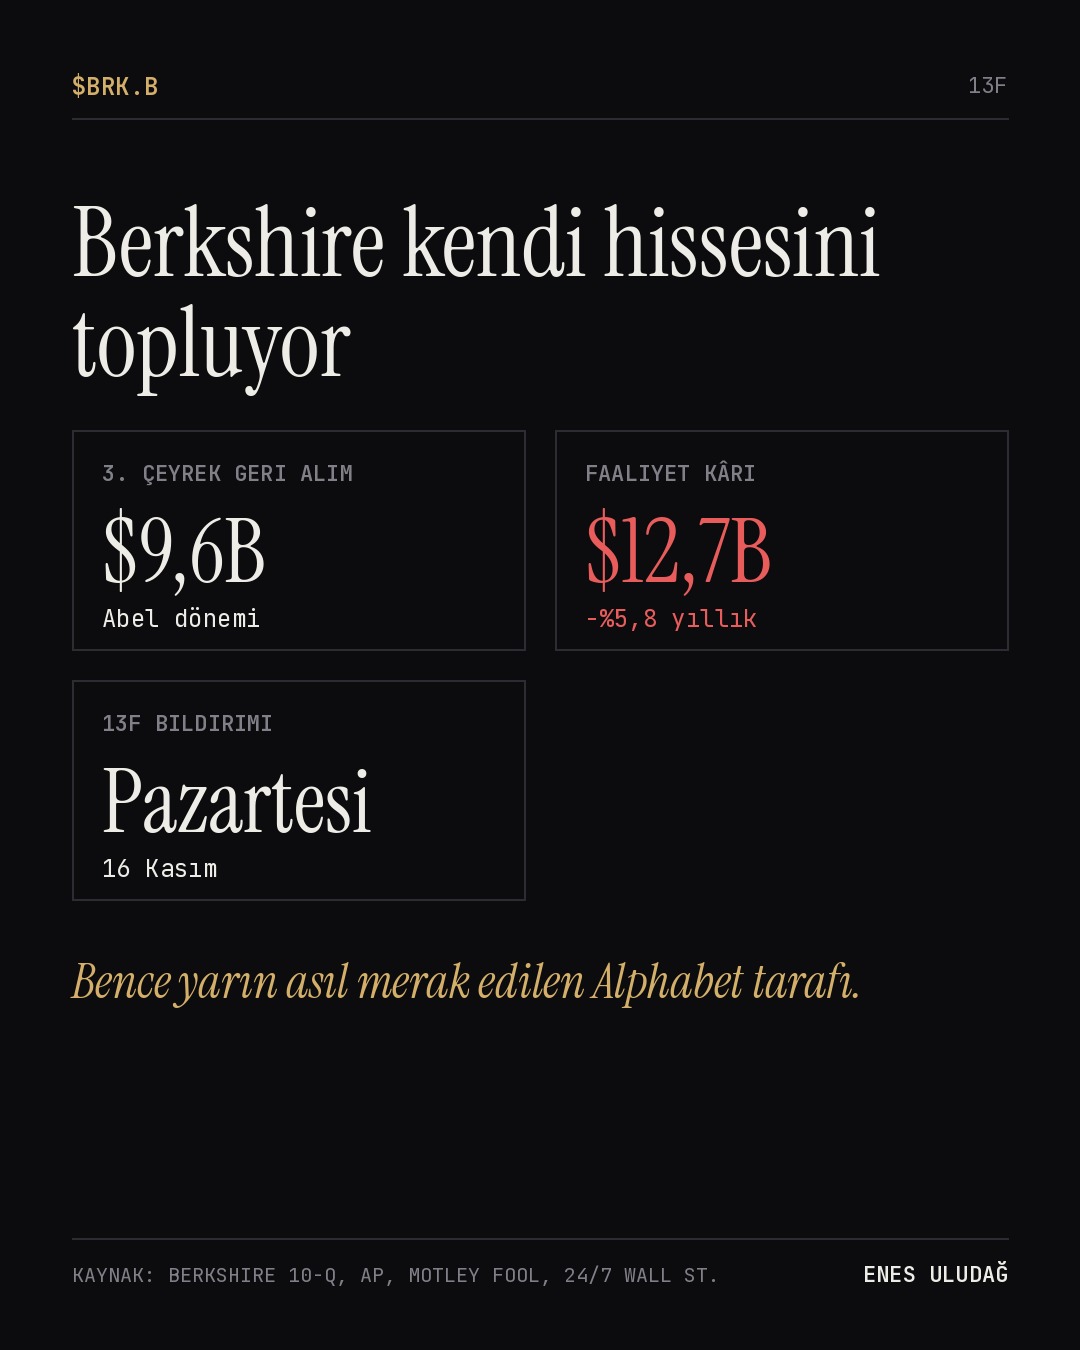 $BRK.B
13F
Berkshire kendi hissesini
topluyor
3. ÇEYREK GERI ALIM
$9,6B
Abel dönemi
FAALIYET KÂRI
$12,7B
-%5,8 yıllık
13F BILDIRIMI
Pazartesi
16 Kasım
Bence yarın asıl merak edilen Alphabet tarafı.
KAYNAK: BERKSHIRE 10-Q, AP, MOTLEY FOOL, 24/7 WALL ST.
ENES ULUDAĞ